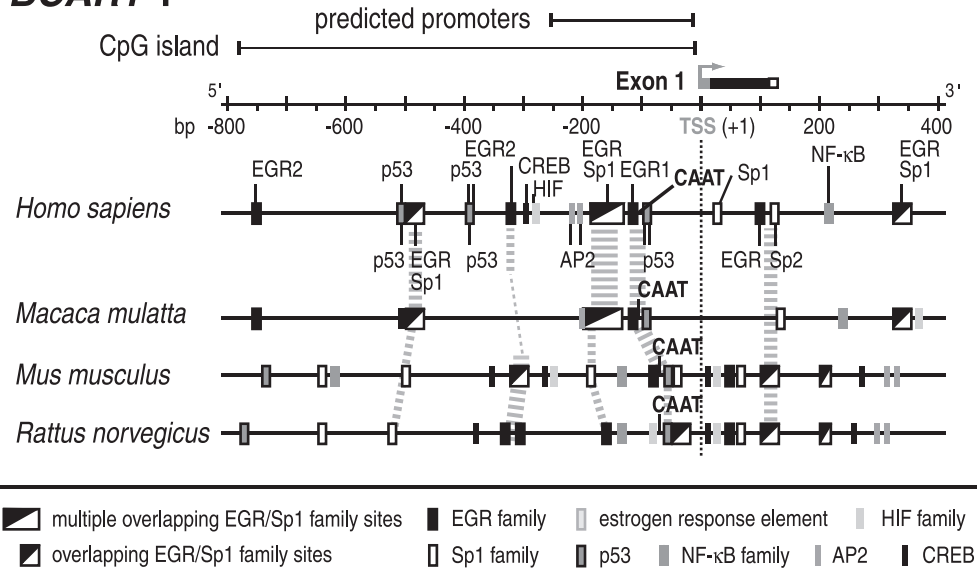 predicted promoters
CpG island
Exon 1
5' 3'
bp -800 -600 -400 -200 TSS (+1) 200 400
EGR2 p53 p53 EGR2 CREB HIF EGR Sp1 EGR1 CAAT Sp1 NF-κB EGR Sp1
Homo sapiens
p53 EGR Sp1 p53 AP2 p53 EGR Sp2
CAAT
Macaca mulatta
CAAT
Mus musculus
CAAT
Rattus norvegicus
multiple overlapping EGR/Sp1 family sites EGR family estrogen response element HIF family
overlapping EGR/Sp1 family sites Sp1 family p53 NF-κB family AP2 CREB